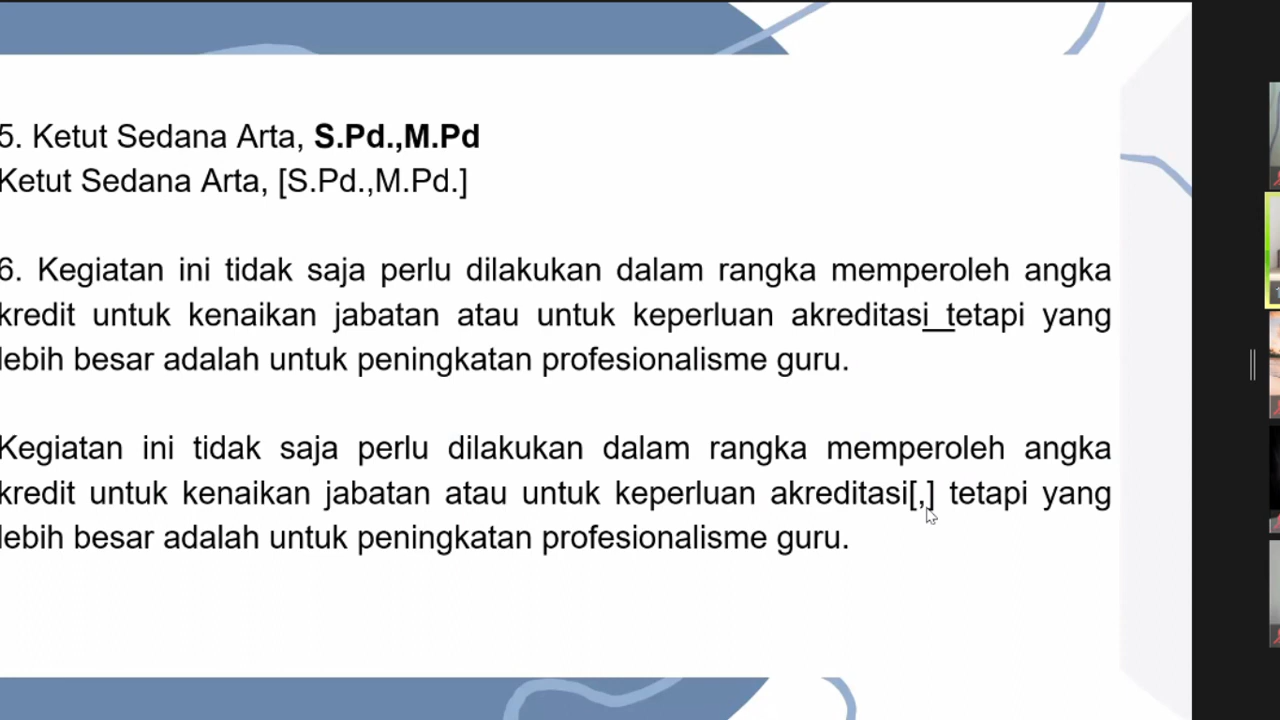 5. Ketut Sedana Arta, S.Pd.,M.Pd
Ketut Sedana Arta, [S.Pd.,M.Pd.]
6. Kegiatan ini tidak saja perlu dilakukan dalam rangka memperoleh angka
kredit untuk kenaikan jabatan atau untuk keperluan akreditasi tetapi yang
lebih besar adalah untuk peningkatan profesionalisme guru.
Kegiatan ini tidak saja perlu dilakukan dalam rangka memperoleh angka
kredit untuk kenaikan jabatan atau untuk keperluan akreditasi[,] tetapi yang
lebih besar adalah untuk peningkatan profesionalisme guru.